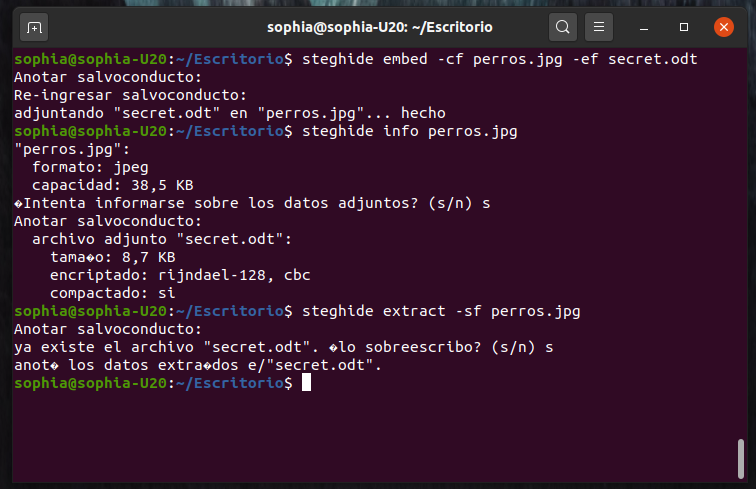 sophia@sophia-U20: ~/Escritorio
sophia@sophia-U20:~/Escritorio$ steghide embed -cf perros.jpg -ef secret.odt
Anotar salvoconducto:
Re-ingresar salvoconducto:
adjuntando "secret.odt" en "perros.jpg"... hecho
sophia@sophia-U20:~/Escritorio$ steghide info perros.jpg
"perros.jpg":
  formato: jpeg
  capacidad: 38,5 KB
�Intenta informarse sobre los datos adjuntos? (s/n) s
Anotar salvoconducto:
  archivo adjunto "secret.odt":
    tama�o: 8,7 KB
    encriptado: rijndael-128, cbc
    compactado: si
sophia@sophia-U20:~/Escritorio$ steghide extract -sf perros.jpg
Anotar salvoconducto:
ya existe el archivo "secret.odt". �lo sobreescribo? (s/n) s
anot� los datos extra�dos e/"secret.odt".
sophia@sophia-U20:~/Escritorio$